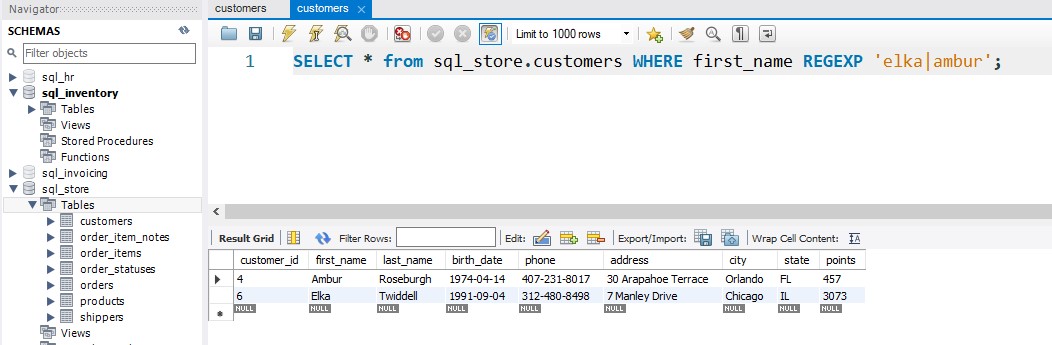 Navigator
SCHEMAS
Filter objects
sql_hr
sql_inventory
Tables
Views
Stored Procedures
Functions
sql_invoicing
sql_store
Tables
customers
order_item_notes
order_items
order_statuses
orders
products
shippers
Views
customers customers
Limit to 1000 rows
1 SELECT * from sql_store.customers WHERE first_name REGEXP 'elka|ambur';
Result Grid Filter Rows: Edit: Export/Import: Wrap Cell Content:
customer_id first_name last_name birth_date phone address city state points
4 Ambur Roseburgh 1974-04-14 407-231-8017 30 Arapahoe Terrace Orlando FL 457
6 Elka Twiddell 1991-09-04 312-480-8498 7 Manley Drive Chicago IL 3073
NULL NULL NULL NULL NULL NULL NULL NULL NULL